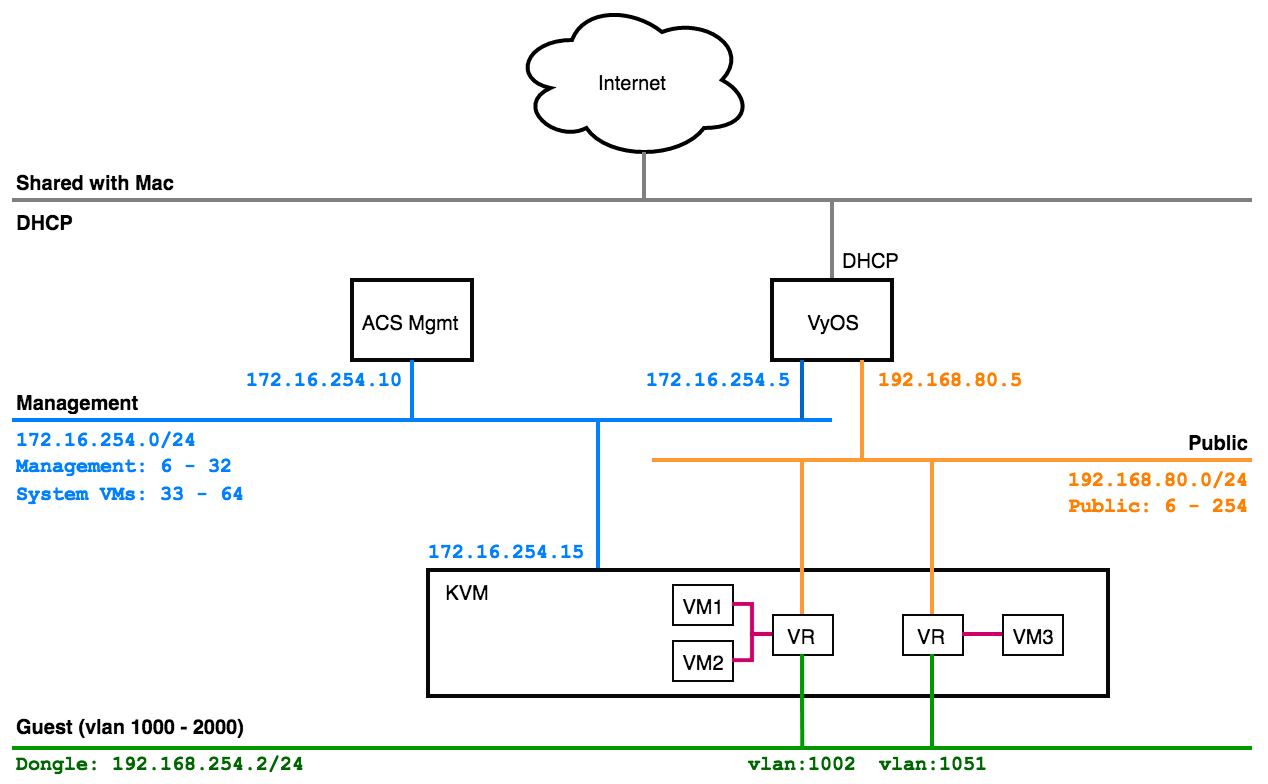 Internet
Shared with Mac
DHCP
DHCP
ACS Mgmt
VyOS
172.16.254.10
172.16.254.5
192.168.80.5
Management
172.16.254.0/24
Management: 6 - 32
System VMs: 33 - 64
Public
192.168.80.0/24
Public: 6 - 254
172.16.254.15
KVM
VM1
VM2
VR
VR
VM3
Guest (vlan 1000 - 2000)
Dongle: 192.168.254.2/24
vlan:1002
vlan:1051